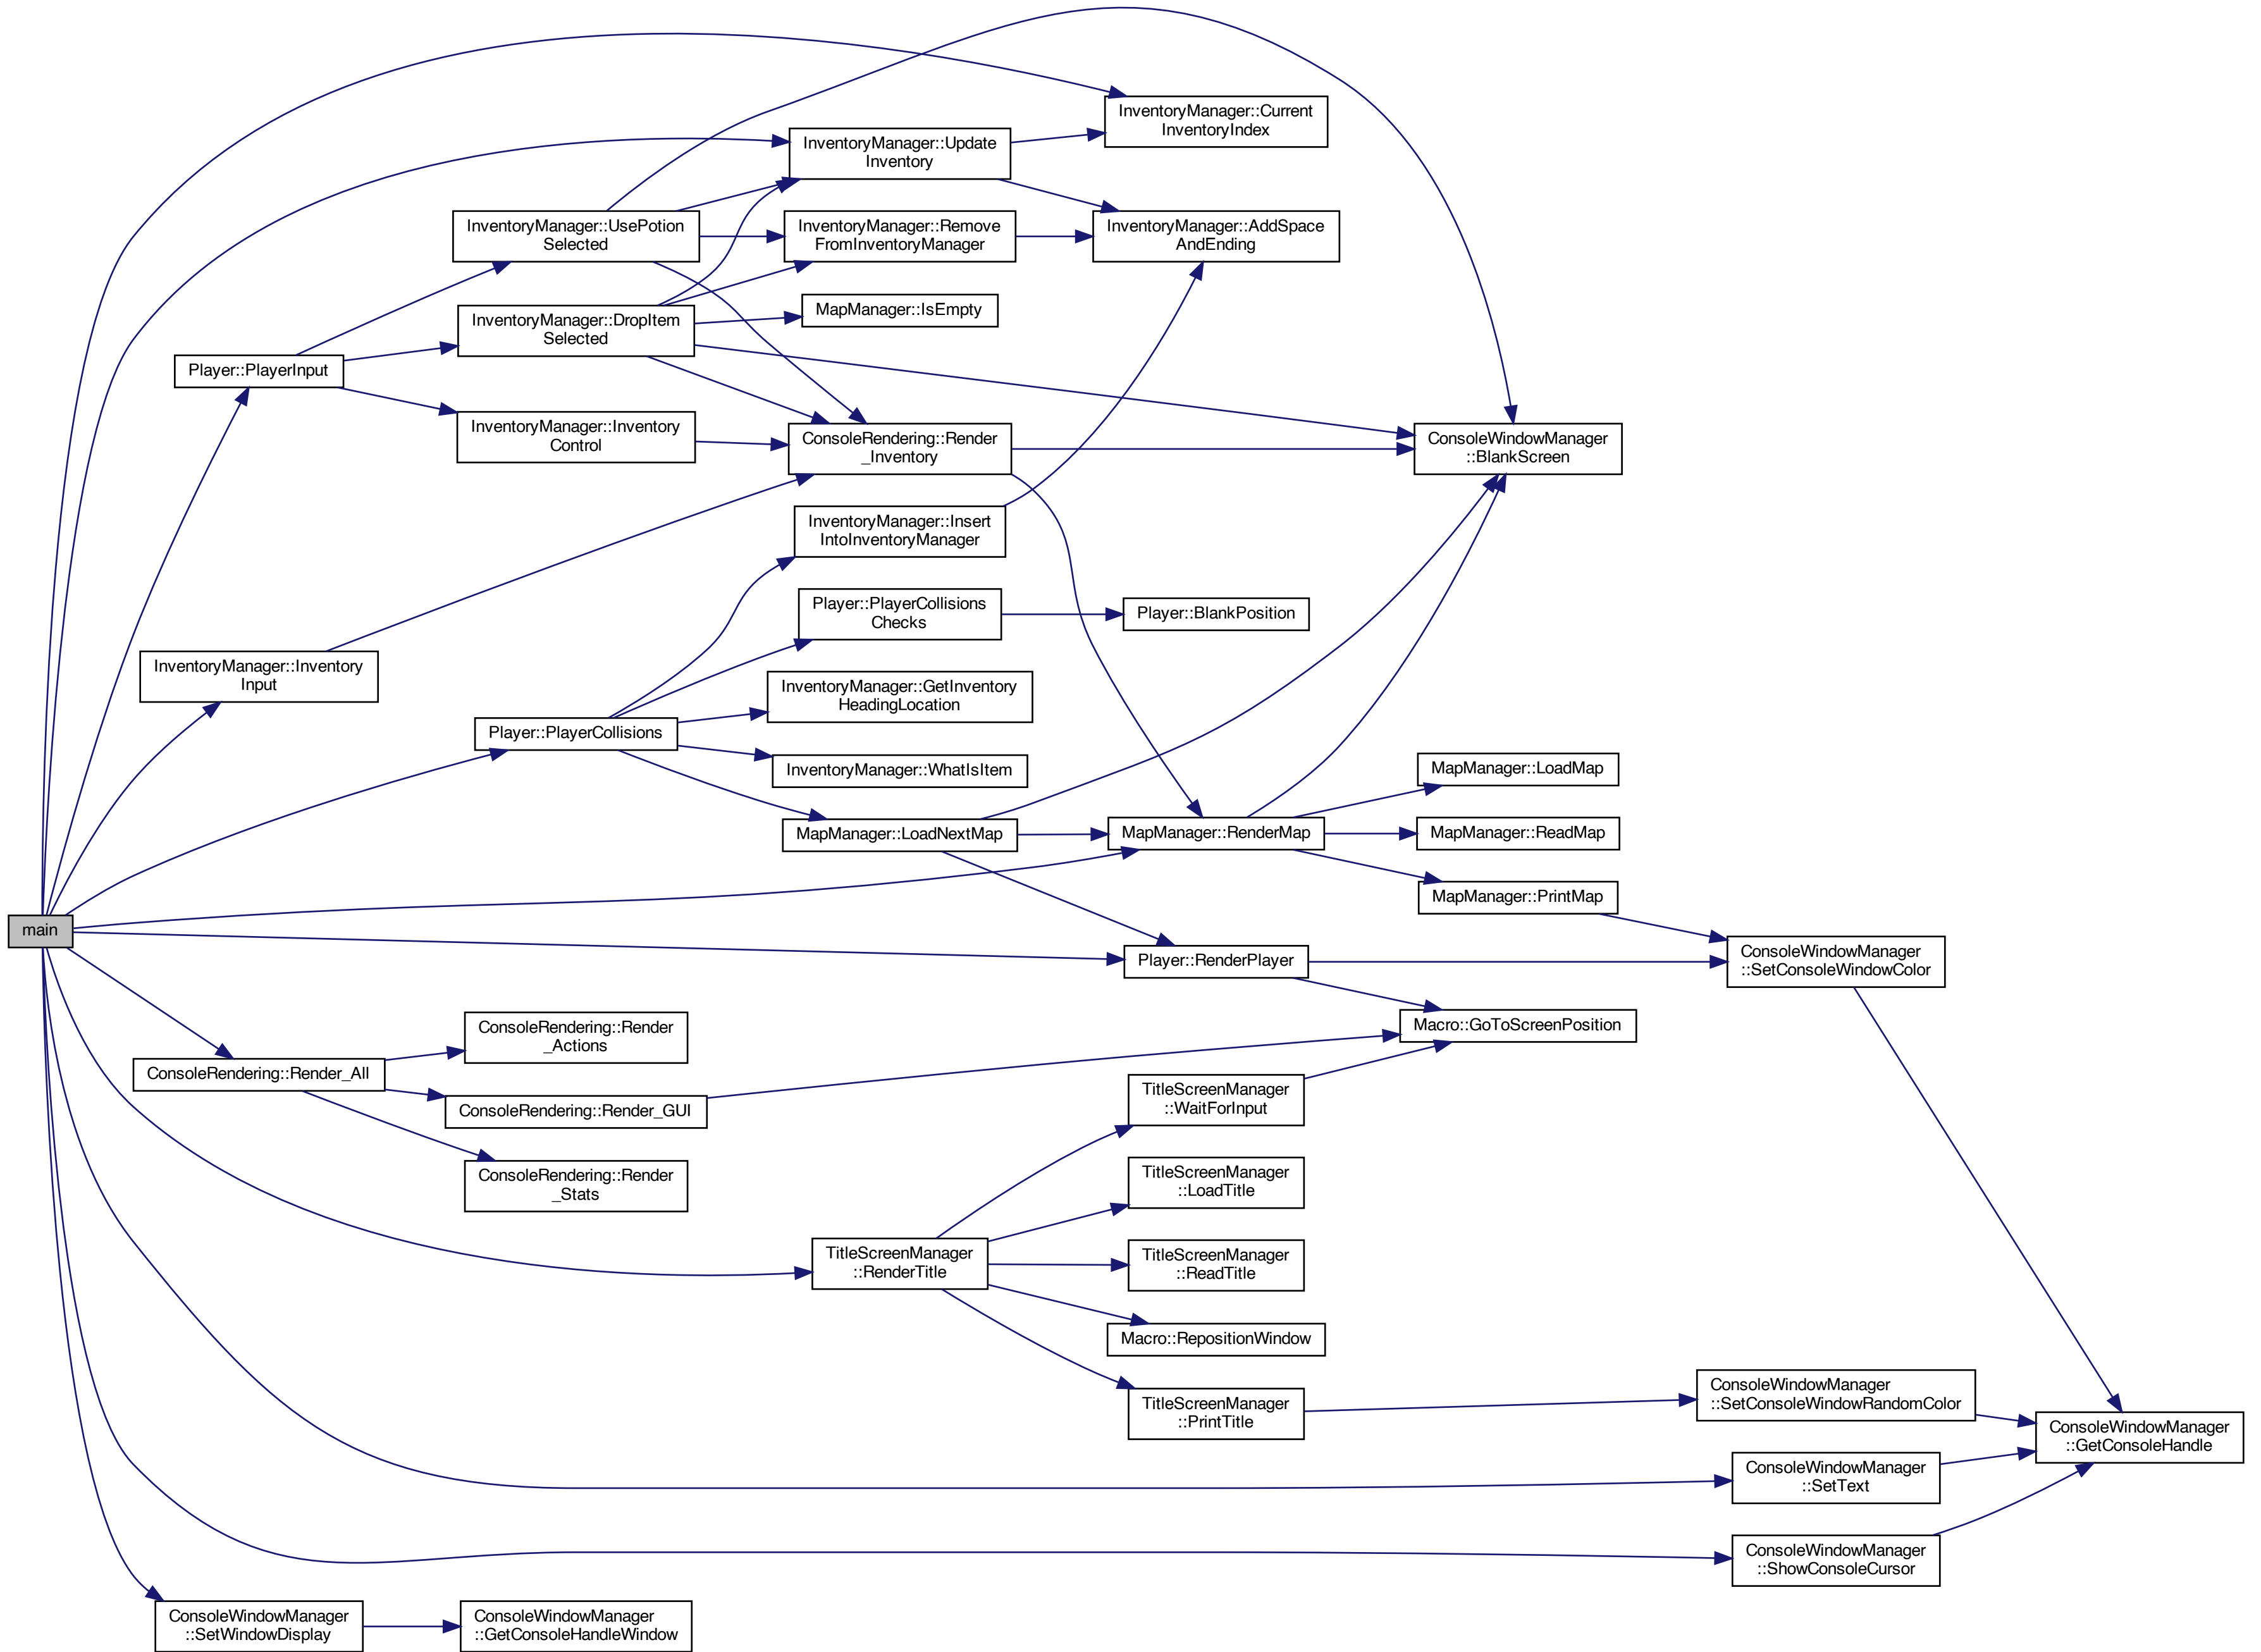 InventoryManager::Current
InventoryIndex
InventoryManager::Update
Inventory
InventoryManager::UsePotion
Selected
InventoryManager::Remove
FromInventoryManager
InventoryManager::AddSpace
AndEnding
MapManager::IsEmpty
InventoryManager::DropItem
Selected
Player::PlayerInput
InventoryManager::Inventory
Control
ConsoleRendering::Render
_Inventory
ConsoleWindowManager
::BlankScreen
InventoryManager::Insert
IntoInventoryManager
Player::PlayerCollisions
Checks
Player::BlankPosition
InventoryManager::Inventory
Input
InventoryManager::GetInventory
HeadingLocation
Player::PlayerCollisions
InventoryManager::WhatIsItem
MapManager::LoadMap
MapManager::LoadNextMap
MapManager::RenderMap
MapManager::ReadMap
MapManager::PrintMap
main
Player::RenderPlayer
ConsoleWindowManager
::SetConsoleWindowColor
Macro::GoToScreenPosition
ConsoleRendering::Render
_Actions
ConsoleRendering::Render_All
ConsoleRendering::Render_GUI
TitleScreenManager
::WaitForInput
ConsoleRendering::Render
_Stats
TitleScreenManager
::LoadTitle
TitleScreenManager
::RenderTitle
TitleScreenManager
::ReadTitle
Macro::RepositionWindow
TitleScreenManager
::PrintTitle
ConsoleWindowManager
::SetConsoleWindowRandomColor
ConsoleWindowManager
::GetConsoleHandle
ConsoleWindowManager
::SetText
ConsoleWindowManager
::ShowConsoleCursor
ConsoleWindowManager
::SetWindowDisplay
ConsoleWindowManager
::GetConsoleHandleWindow